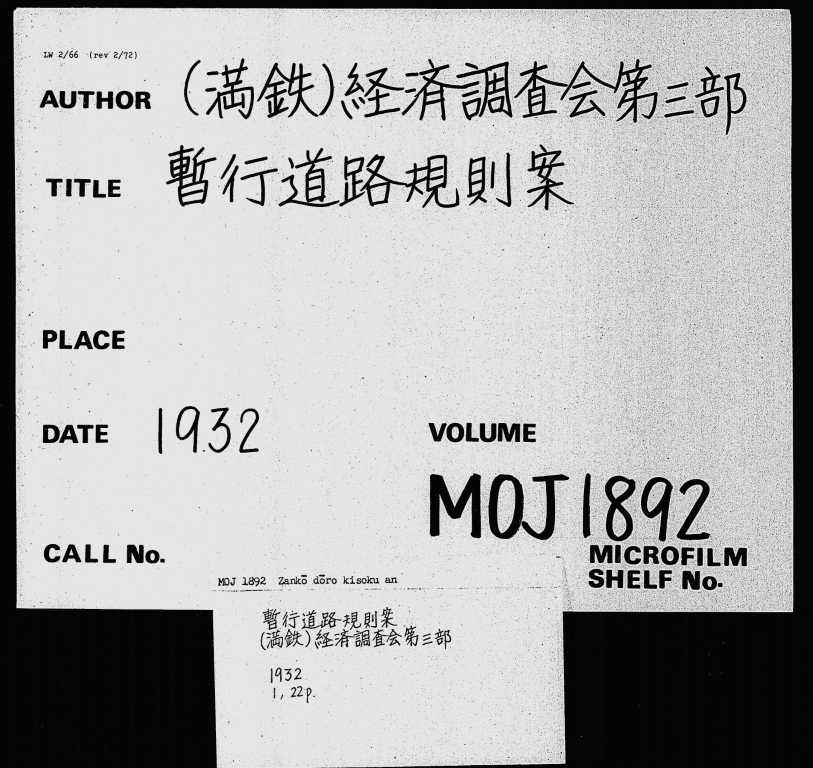 LW 2/66 (rev 2/72)
AUTHOR (満鉄)経済調査会第三部
TITLE 暫行道路規則案
PLACE
DATE 1932
VOLUME
MOJ 1892
CALL No.
MICROFILM
SHELF No.
MOJ 1892 Zankō dōro kisoku an
暫行道路規則案
(満鉄)経済調査会第三部
1932
1, 22p.